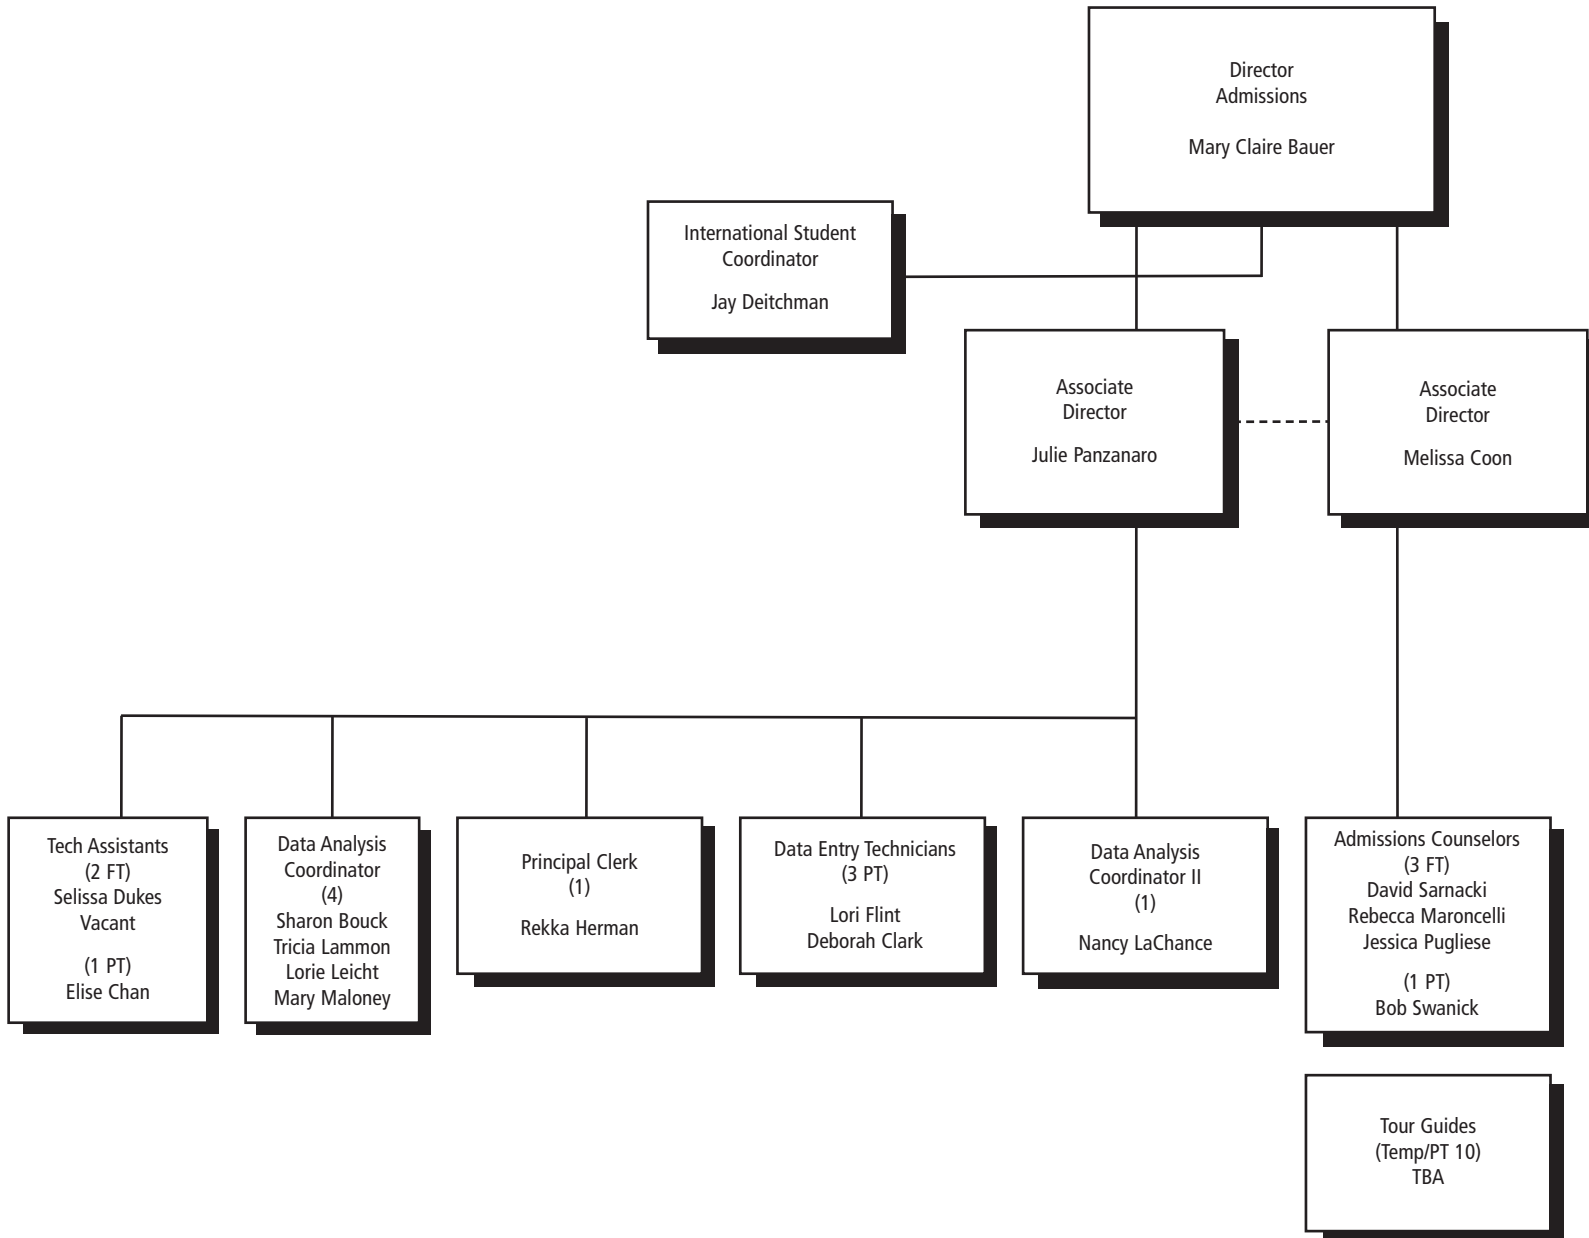 Director
Admissions
Mary Claire Bauer
International Student
Coordinator
Jay Deitchman
Associate
Director
Julie Panzanaro
Associate
Director
Melissa Coon
Tech Assistants
(2 FT)
Selissa Dukes
Vacant
(1 PT)
Elise Chan
Data Analysis
Coordinator
(4)
Sharon Bouck
Tricia Lammon
Lorie Leicht
Mary Maloney
Principal Clerk
(1)
Rekka Herman
Data Entry Technicians
(3 PT)
Lori Flint
Deborah Clark
Data Analysis
Coordinator II
(1)
Nancy LaChance
Admissions Counselors
(3 FT)
David Sarnacki
Rebecca Maroncelli
Jessica Pugliese
(1 PT)
Bob Swanick
Tour Guides
(Temp/PT 10)
TBA